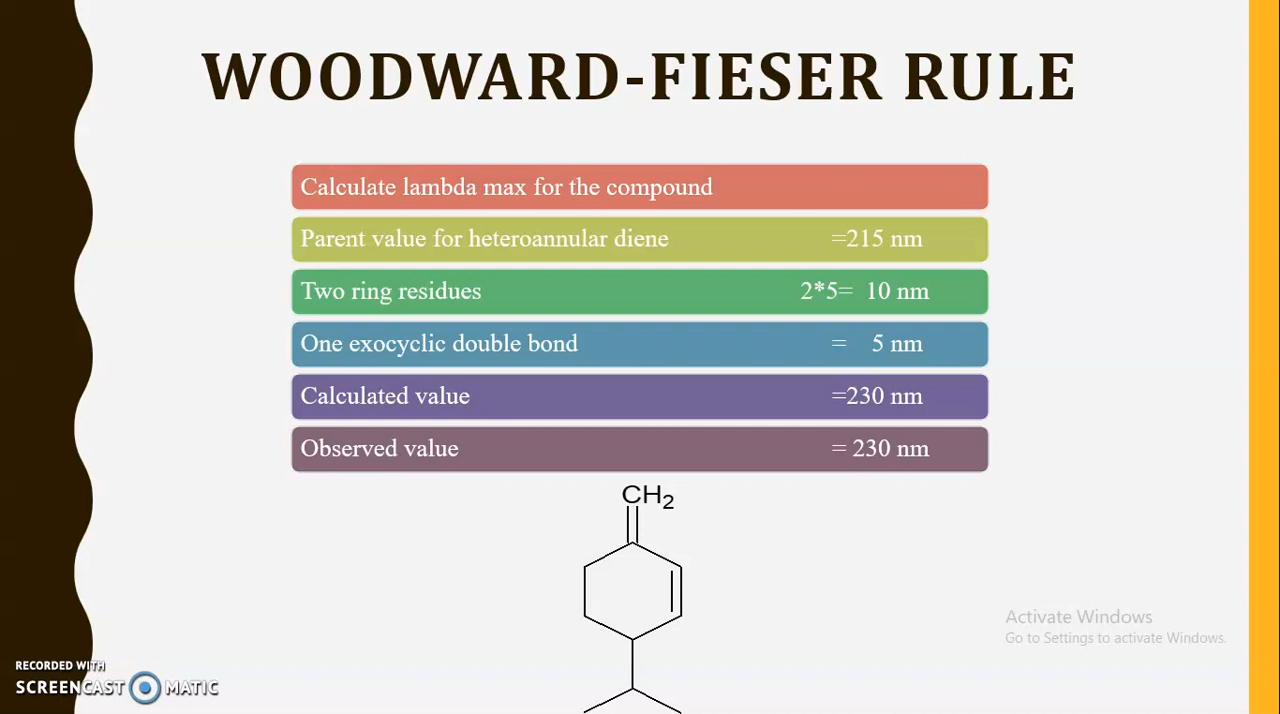 WOODWARD-FIESER RULE
Calculate lambda max for the compound
Parent value for heteroannular diene =215 nm
Two ring residues 2*5= 10 nm
One exocyclic double bond = 5 nm
Calculated value =230 nm
Observed value = 230 nm
CH2
Activate Windows
Go to Settings to activate Windows.
RECORDED WITH
SCREENCAST MATIC